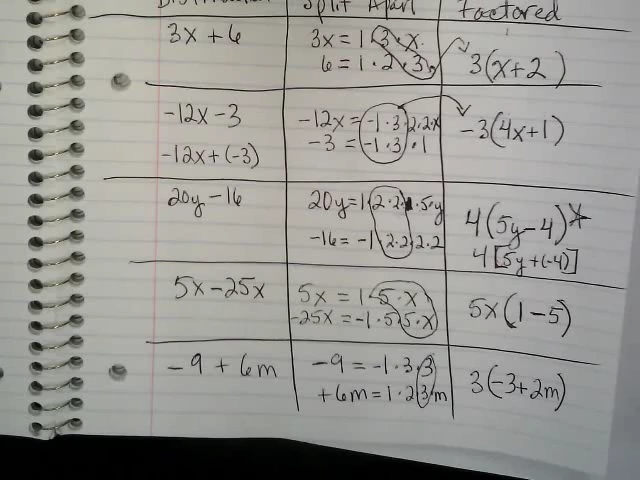 Split Apart
Factored
3x + 6
3x = 1 · 3 · x
6 = 1 · 2 · 3
3(x + 2)
-12x - 3
-12x + (-3)
-12x = -1 · 3 · 2 · 2 · x
-3 = -1 · 3 · 1
-3(4x + 1)
20y - 16
20y = 1 · 2 · 2 · 5 · y
-16 = -1 · 2 · 2 · 2 · 2
4(5y - 4)*
4[5y + (-4)]
5x - 25x
5x = 1 · 5 · x
-25x = -1 · 5 · 5 · x
5x(1 - 5)
-9 + 6m
-9 = -1 · 3 · 3
+6m = 1 · 2 · 3 · m
3(-3 + 2m)